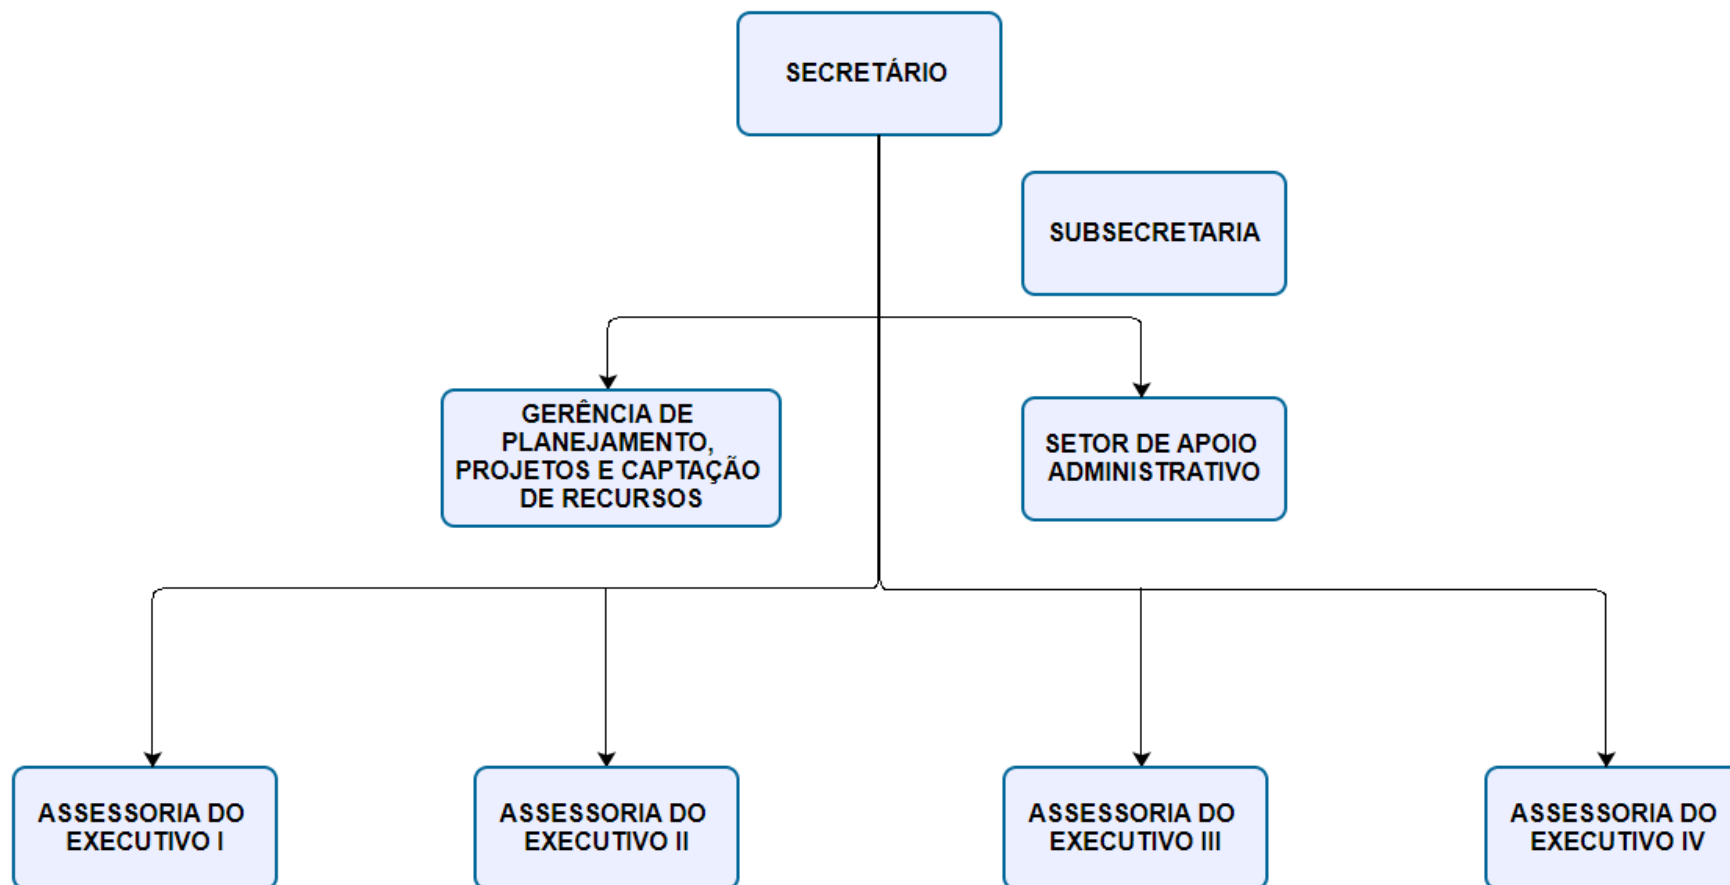 SECRETÁRIO
SUBSECRETARIA
GERÊNCIA DE
PLANEJAMENTO,
PROJETOS E CAPTAÇÃO
DE RECURSOS
SETOR DE APOIO
ADMINISTRATIVO
ASSESSORIA DO
EXECUTIVO I
ASSESSORIA DO
EXECUTIVO II
ASSESSORIA DO
EXECUTIVO III
ASSESSORIA DO
EXECUTIVO IV